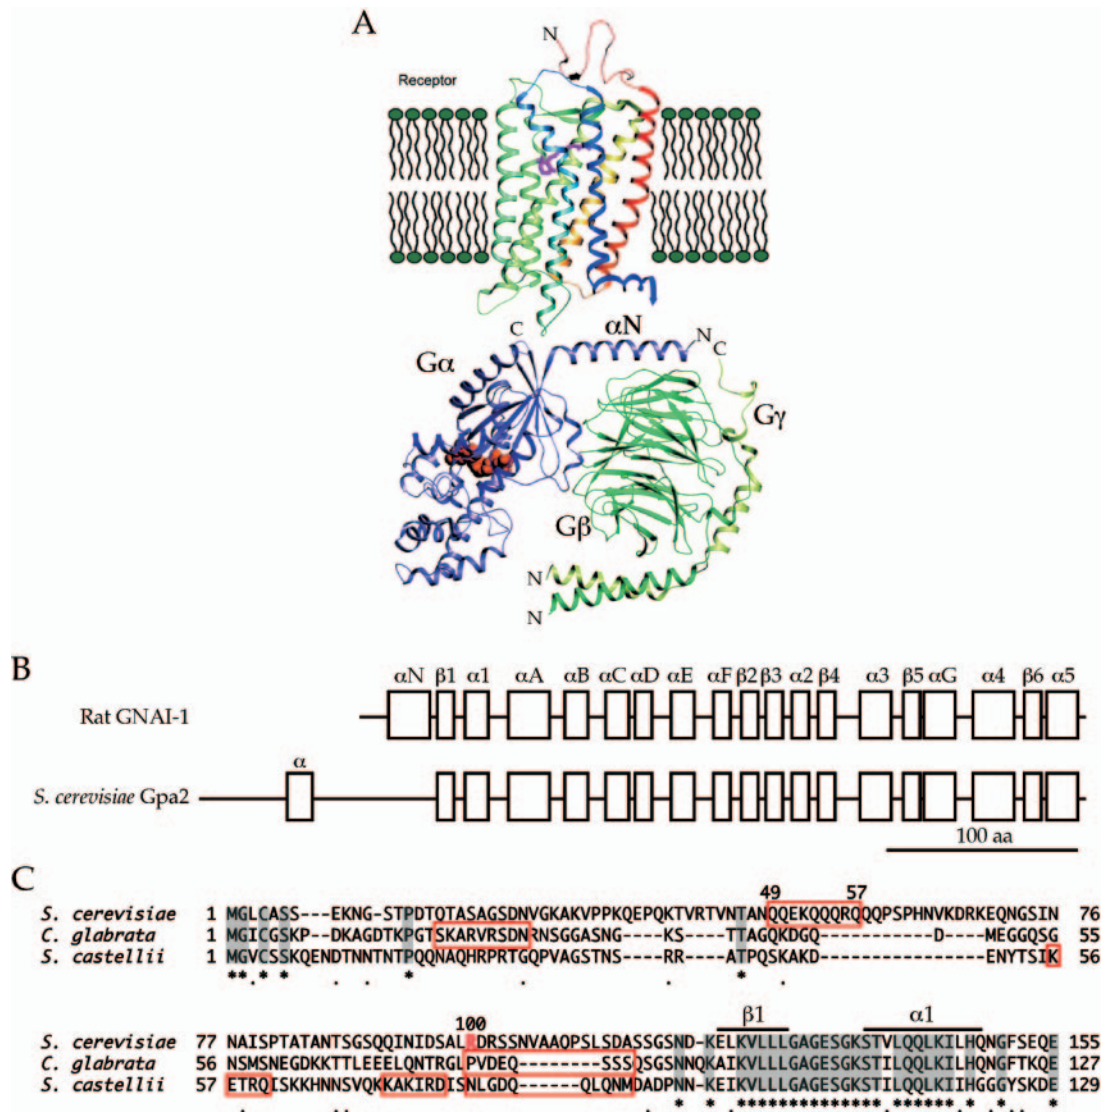 A
N
Receptor
C
αN
N
C
Gα
Gγ
Gβ
N
N
B
αN β1 α1 αA αB αC αD αE αF β2 β3 α2 β4 α3 β5 αG α4 β6 α5
Rat GNAI-1
α
S. cerevisiae Gpa2
100 aa
C
49 57
S. cerevisiae 1 MGLCASS---EKNG-STPDTQTASAGSDNVGKAKVPPKQEPQKTVRTVNTANQQEKQQQRQQQPSPHNVKDRKEQNGSIN 76
C. glabrata 1 MGICGSKP--DKAGDTKPGTSKARVRSDNRNSGGASNG----KS---TTAGQKDGQ-----------D---MEGGQSG 55
S. castellii 1 MGVCSSKQENDTNNTNTPQQNAQHRPRTGQPVAGSTNS----RR---ATPQSKAKD----------------ENYTSIK 56
**.*.* * . * .
100 β1 α1
S. cerevisiae 77 NAISPTATANTSGSQQINIDSALRDRSSNVAAQPSLSDASSGSND-KELKVLLLGAGESGKSTVLQQLKILHQNGFSEQE 155
C. glabrata 56 NSMSNEGDKKTTLEEELQNTRGLPVDEQ--------SSSQSGSNNQKAIKVLLLGAGESGKSTILQQLKILHQNGFTKQE 127
S. castellii 57 ETRQISKKHNNSVQKKAKIRDISNLGDQ-------QLQNMDADPNNKEIKVLLLGAGESGKSTILQQLKIIHGGGYSKDE 129
* * ****************** * *..*